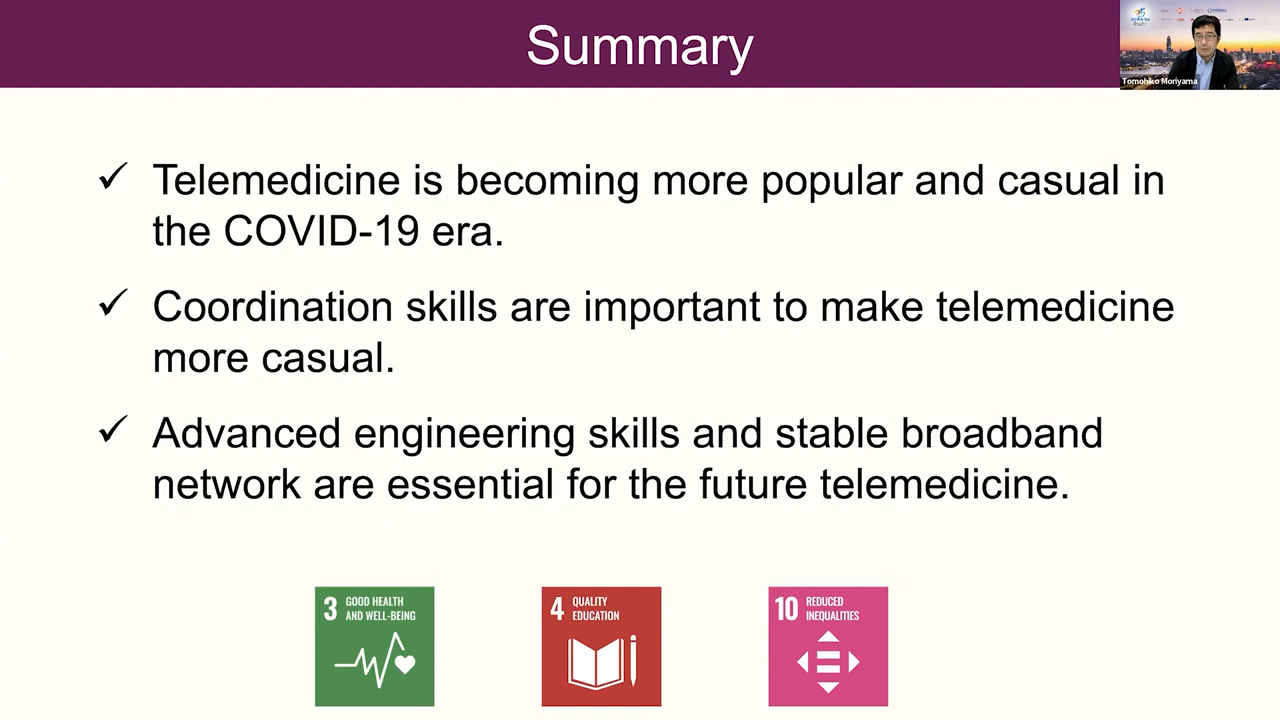 Summary
Tomohiko Moriyama
✓ Telemedicine is becoming more popular and casual in
the COVID-19 era.
✓ Coordination skills are important to make telemedicine
more casual.
✓ Advanced engineering skills and stable broadband
network are essential for the future telemedicine.
3 GOOD HEALTH
AND WELL-BEING
4 QUALITY
EDUCATION
10 REDUCED
INEQUALITIES